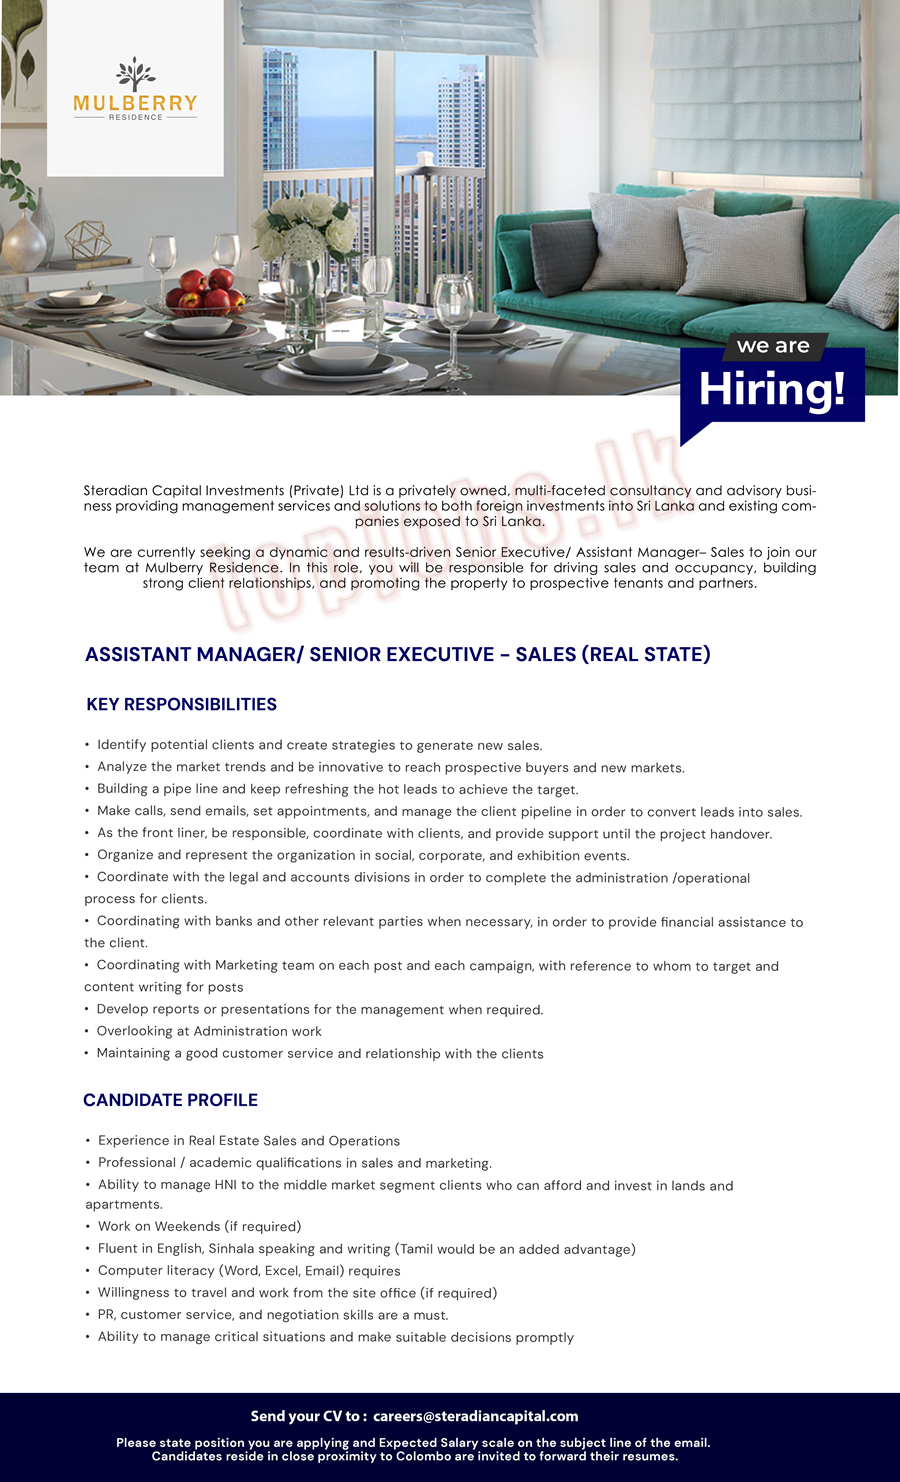 MULBERRY
RESIDENCE
we are
Hiring!
topjobs.lk
Steradian Capital Investments (Private) Ltd is a privately owned, multi-faceted consultancy and advisory busi-
ness providing management services and solutions to both foreign investments into Sri Lanka and existing com-
panies exposed to Sri Lanka.
We are currently seeking a dynamic and results-driven Senior Executive/ Assistant Manager– Sales to join our
team at Mulberry Residence. In this role, you will be responsible for driving sales and occupancy, building
strong client relationships, and promoting the property to prospective tenants and partners.
ASSISTANT MANAGER/ SENIOR EXECUTIVE - SALES (REAL STATE)
KEY RESPONSIBILITIES
• Identify potential clients and create strategies to generate new sales.
• Analyze the market trends and be innovative to reach prospective buyers and new markets.
• Building a pipe line and keep refreshing the hot leads to achieve the target.
• Make calls, send emails, set appointments, and manage the client pipeline in order to convert leads into sales.
• As the front liner, be responsible, coordinate with clients, and provide support until the project handover.
• Organize and represent the organization in social, corporate, and exhibition events.
• Coordinate with the legal and accounts divisions in order to complete the administration /operational
process for clients.
• Coordinating with banks and other relevant parties when necessary, in order to provide financial assistance to
the client.
• Coordinating with Marketing team on each post and each campaign, with reference to whom to target and
content writing for posts
• Develop reports or presentations for the management when required.
• Overlooking at Administration work
• Maintaining a good customer service and relationship with the clients
CANDIDATE PROFILE
• Experience in Real Estate Sales and Operations
• Professional / academic qualifications in sales and marketing.
• Ability to manage HNI to the middle market segment clients who can afford and invest in lands and
apartments.
• Work on Weekends (if required)
• Fluent in English, Sinhala speaking and writing (Tamil would be an added advantage)
• Computer literacy (Word, Excel, Email) requires
• Willingness to travel and work from the site office (if required)
• PR, customer service, and negotiation skills are a must.
• Ability to manage critical situations and make suitable decisions promptly
Send your CV to : careers@steradiancapital.com
Please state position you are applying and Expected Salary scale on the subject line of the email.
Candidates reside in close proximity to Colombo are invited to forward their resumes.